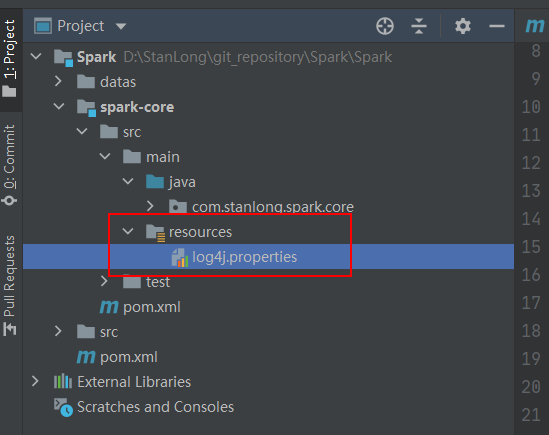 Project
1: Project
0: Commit
Pull Requests
Spark D:\StanLong\git_repository\Spark\Spark
datas
spark-core
src
main
java
com.stanlong.spark.core
resources
log4j.properties
test
pom.xml
src
pom.xml
External Libraries
Scratches and Consoles
m
8
9
10
11
12
13
14
15
16
17
18
19
20
21